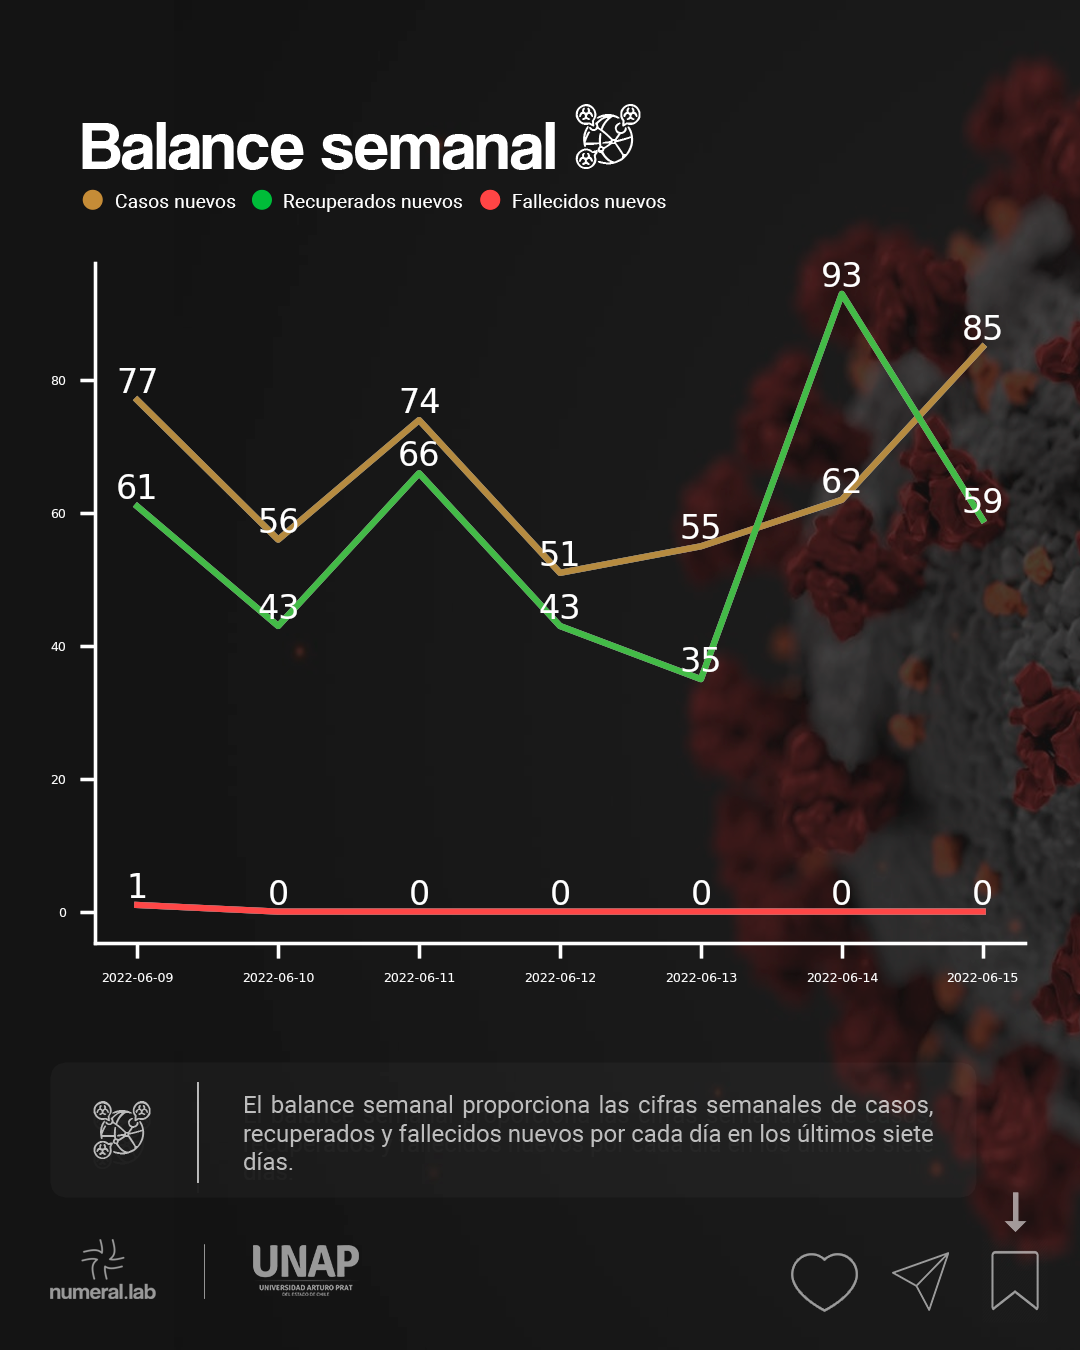 Balance semanal
Casos nuevos Recuperados nuevos Fallecidos nuevos
93
85
80
77
74
66
62
61
60
59
56
55
51
43
43
40
35
20
1
0
0
0
0
0
0
0
2022-06-09 2022-06-10 2022-06-11 2022-06-12 2022-06-13 2022-06-14 2022-06-15
El balance semanal proporciona las cifras semanales de casos,
recuperados y fallecidos nuevos por cada día en los últimos siete
días.
numeral.lab
UNAP
UNIVERSIDAD ARTURO PRAT
DEL ESTADO DE CHILE